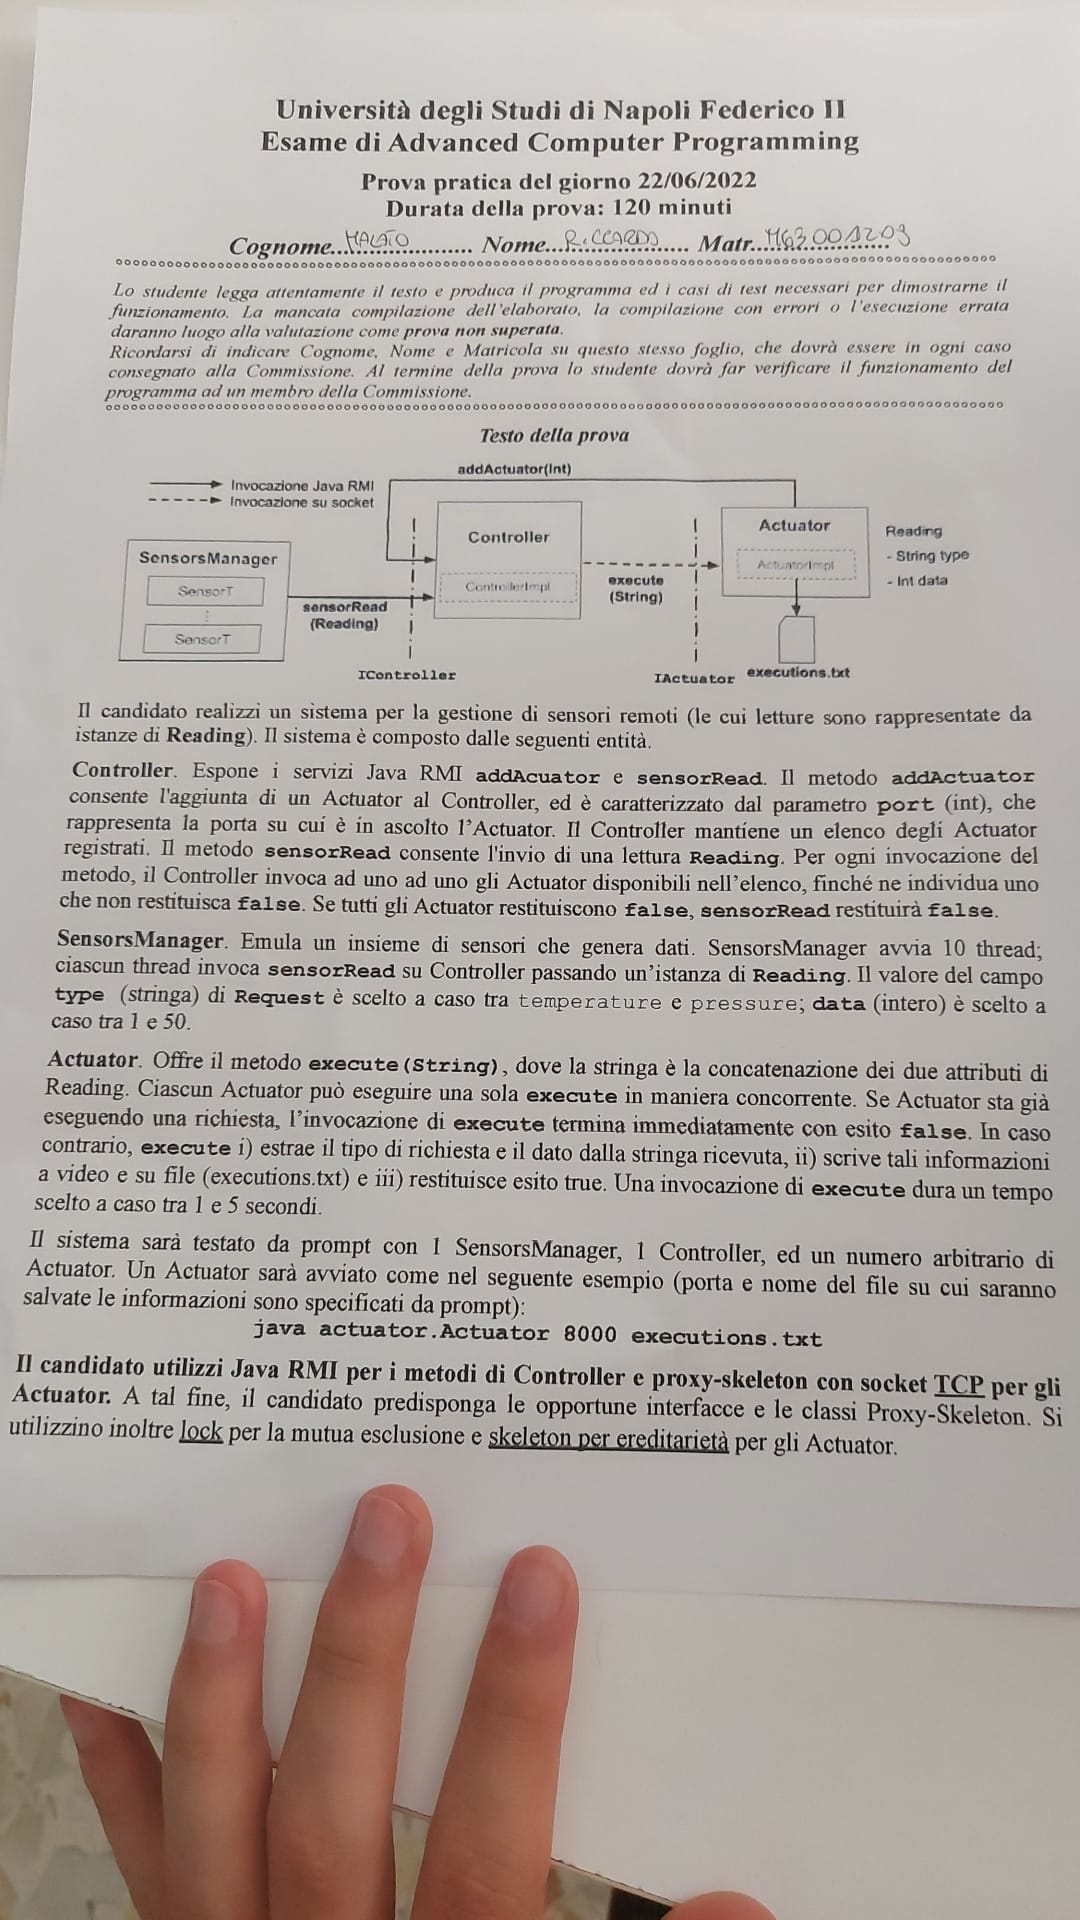 Università degli Studi di Napoli Federico II
Esame di Advanced Computer Programming
Prova pratica del giorno 22/06/2022
Durata della prova: 120 minuti
Cognome...MALATO.......... Nome...RICCARDO...... Matr...M63001203
Lo studente legga attentamente il testo e produca il programma ed i casi di test necessari per dimostrarne il
funzionamento. La mancata compilazione dell'elaborato, la compilazione con errori o l'esecuzione errata
daranno luogo alla valutazione come prova non superata.
Ricordarsi di indicare Cognome, Nome e Matricola su questo stesso foglio, che dovrà essere in ogni caso
consegnato alla Commissione. Al termine della prova lo studente dovrà far verificare il funzionamento del
programma ad un membro della Commissione.
Testo della prova
addActuator(Int)
Invocazione Java RMI
Invocazione su socket
SensorsManager
SensorT
SensorT
sensorRead
(Reading)
IController
Controller
ControllerImpl
execute
(String)
IActuator
Actuator
ActuatorImpl
executions.txt
Reading
- String type
- Int data
Il candidato realizzi un sistema per la gestione di sensori remoti (le cui letture sono rappresentate da
istanze di Reading). Il sistema è composto dalle seguenti entità.
Controller. Espone i servizi Java RMI addAcuator e sensorRead. Il metodo addActuator
consente l'aggiunta di un Actuator al Controller, ed è caratterizzato dal parametro port (int), che
rappresenta la porta su cui è in ascolto l'Actuator. Il Controller mantiene un elenco degli Actuator
registrati. Il metodo sensorRead consente l'invio di una lettura Reading. Per ogni invocazione del
metodo, il Controller invoca ad uno ad uno gli Actuator disponibili nell'elenco, finché ne individua uno
che non restituisca false. Se tutti gli Actuator restituiscono false, sensorRead restituirà false.
SensorsManager. Emula un insieme di sensori che genera dati. SensorsManager avvia 10 thread;
ciascun thread invoca sensorRead su Controller passando un'istanza di Reading. Il valore del campo
type (stringa) di Request è scelto a caso tra temperature e pressure; data (intero) è scelto a
caso tra 1 e 50.
Actuator. Offre il metodo execute(String), dove la stringa è la concatenazione dei due attributi di
Reading. Ciascun Actuator può eseguire una sola execute in maniera concorrente. Se Actuator sta già
eseguendo una richiesta, l'invocazione di execute termina immediatamente con esito false. In caso
contrario, execute i) estrae il tipo di richiesta e il dato dalla stringa ricevuta, ii) scrive tali informazioni
a video e su file (executions.txt) e iii) restituisce esito true. Una invocazione di execute dura un tempo
scelto a caso tra 1 e 5 secondi.
Il sistema sarà testato da prompt con 1 SensorsManager, 1 Controller, ed un numero arbitrario di
Actuator. Un Actuator sarà avviato come nel seguente esempio (porta e nome del file su cui saranno
salvate le informazioni sono specificati da prompt):
java actuator.Actuator 8000 executions.txt
Il candidato utilizzi Java RMI per i metodi di Controller e proxy-skeleton con socket TCP per gli
Actuator. A tal fine, il candidato predisponga le opportune interfacce e le classi Proxy-Skeleton. Si
utilizzino inoltre lock per la mutua esclusione e skeleton per ereditarietà per gli Actuator.